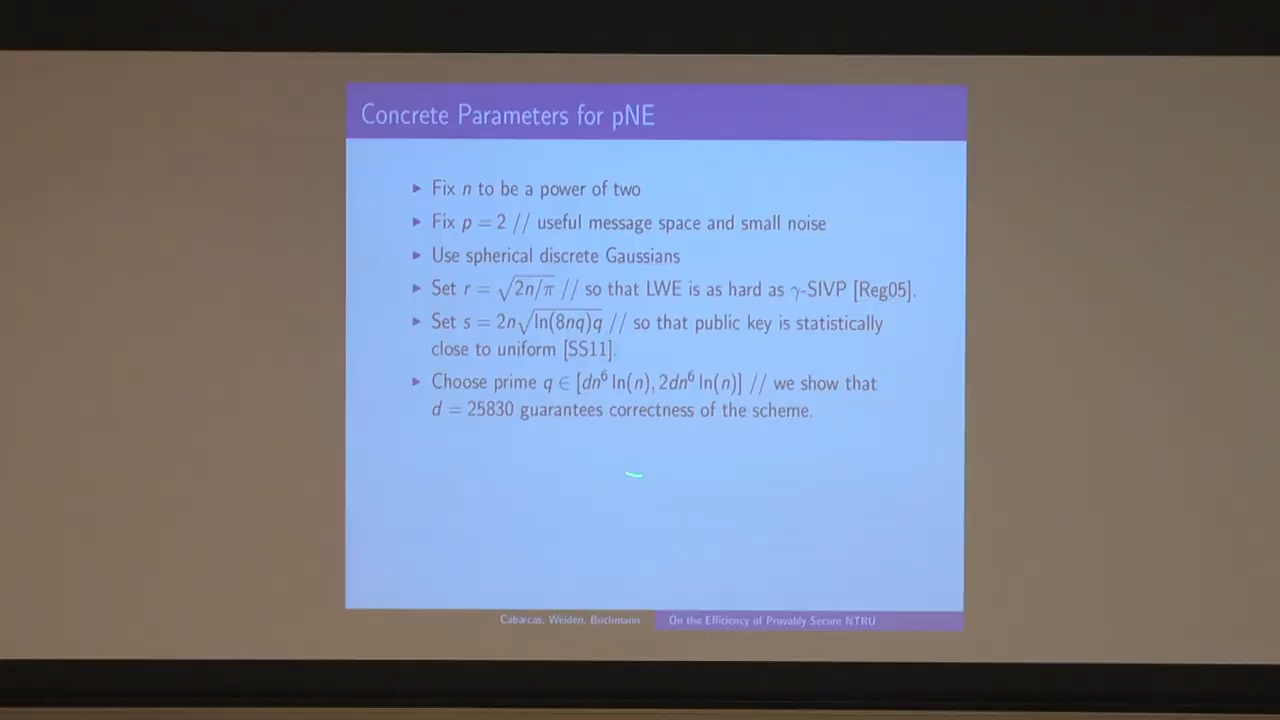 Concrete Parameters for pNE
▶ Fix n to be a power of two
▶ Fix p = 2 // useful message space and small noise
▶ Use spherical discrete Gaussians
▶ Set r = √(2n/π) // so that LWE is as hard as γ-SIVP [Reg05].
▶ Set s = 2n√(ln(8nq)q) // so that public key is statistically
close to uniform [SS11].
▶ Choose prime q ∈ [dn⁶ ln(n), 2dn⁶ ln(n)] // we show that
d = 25830 guarantees correctness of the scheme.
Cabarcas, Weiden, Buchmann
On the Efficiency of Provably Secure NTRU